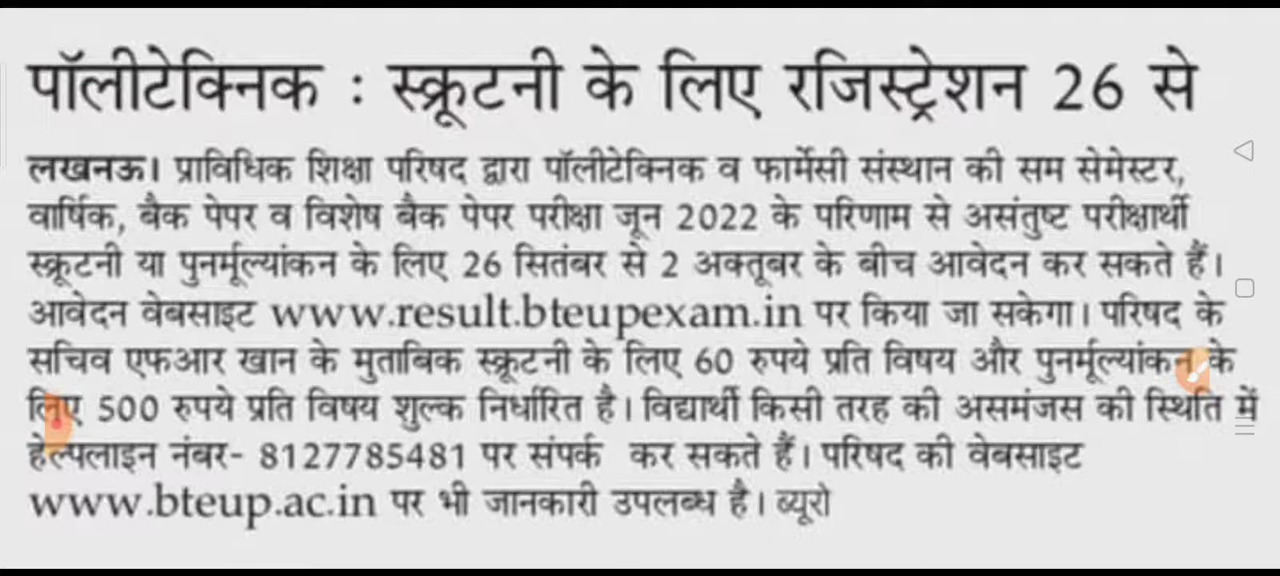 पॉलीटेक्निक : स्क्रूटनी के लिए रजिस्ट्रेशन 26 से
लखनऊ। प्राविधिक शिक्षा परिषद द्वारा पॉलीटेक्निक व फार्मेसी संस्थान की सम सेमेस्टर,
वार्षिक, बैक पेपर व विशेष बैक पेपर परीक्षा जून 2022 के परिणाम से असंतुष्ट परीक्षार्थी
स्क्रूटनी या पुनर्मूल्यांकन के लिए 26 सितंबर से 2 अक्तूबर के बीच आवेदन कर सकते हैं।
आवेदन वेबसाइट www.result.bteupexam.in पर किया जा सकेगा। परिषद के
सचिव एफआर खान के मुताबिक स्क्रूटनी के लिए 60 रुपये प्रति विषय और पुनर्मूल्यांकन के
लिए 500 रुपये प्रति विषय शुल्क निर्धारित है। विद्यार्थी किसी तरह की असमंजस की स्थिति में
हेल्पलाइन नंबर- 8127785481 पर संपर्क कर सकते हैं। परिषद की वेबसाइट
www.bteup.ac.in पर भी जानकारी उपलब्ध है। ब्यूरो